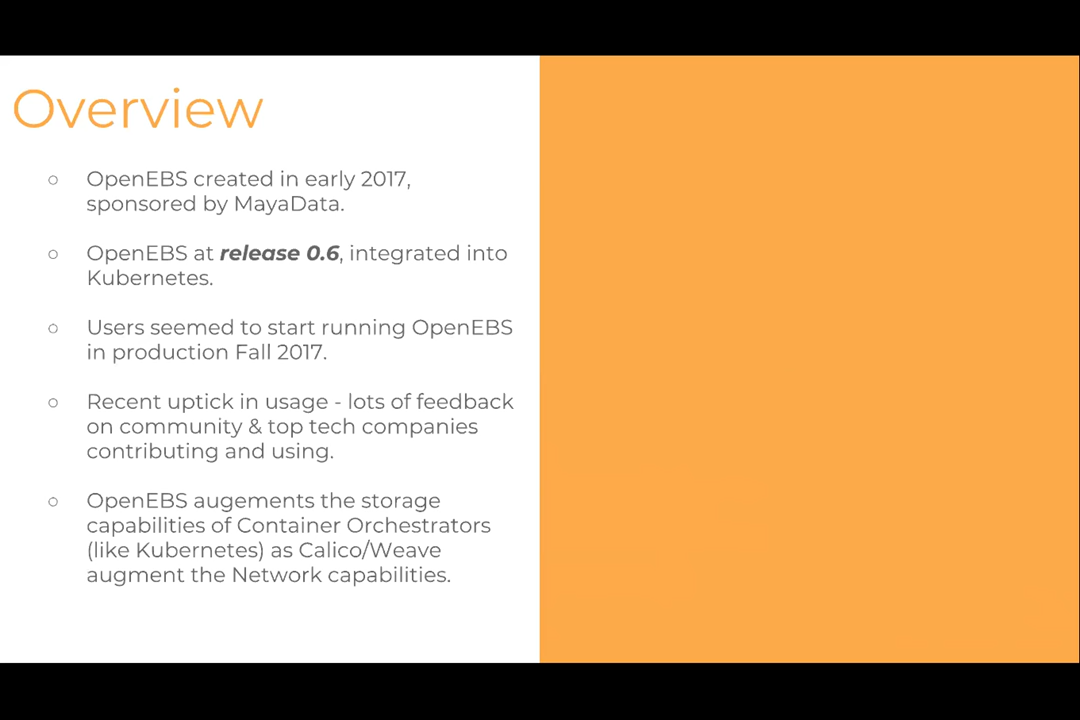 Overview
○ OpenEBS created in early 2017,
sponsored by MayaData.
○ OpenEBS at release 0.6, integrated into
Kubernetes.
○ Users seemed to start running OpenEBS
in production Fall 2017.
○ Recent uptick in usage - lots of feedback
on community & top tech companies
contributing and using.
○ OpenEBS augements the storage
capabilities of Container Orchestrators
(like Kubernetes) as Calico/Weave
augment the Network capabilities.